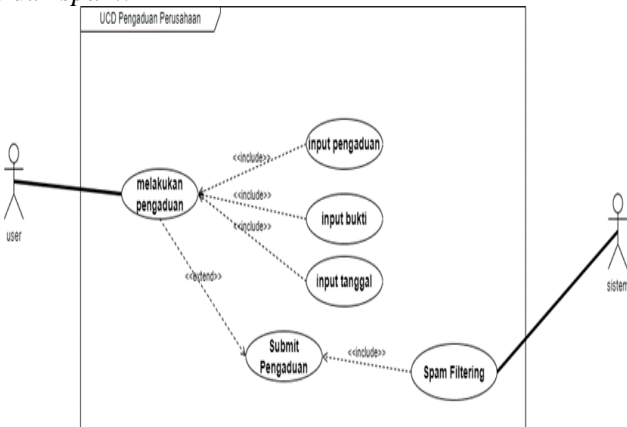 UCD Pengaduan Perusahaan
input pengaduan
<<include>>
melakukan
pengaduan
<<include>>
input bukti
<<include>>
user
input tanggal
sistem
<<extend>>
Submit
Pengaduan
<<include>>
Spam Filtering